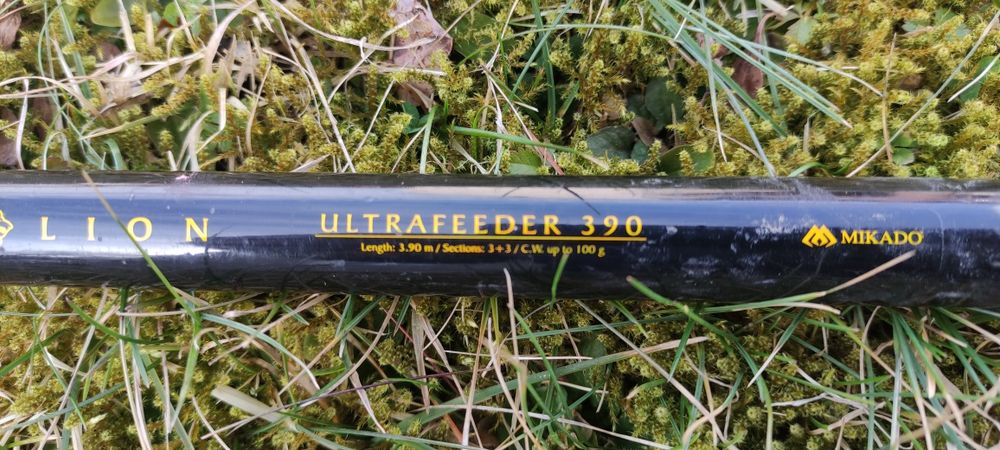 LION
ULTRAFEEDER 390
Length: 3.90 m / Sections: 3+3 / C.W. up to 100 g
MIKADO